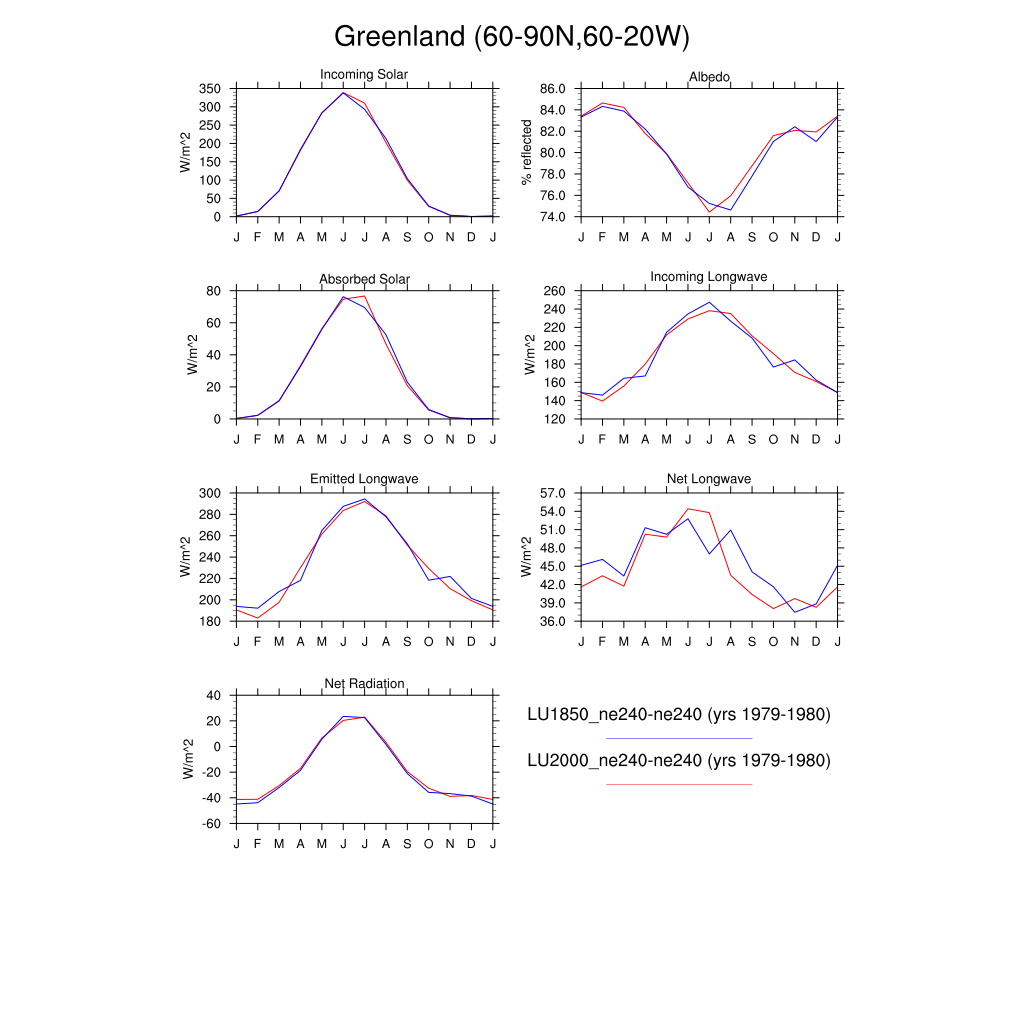 Greenland (60-90N,60-20W)
Incoming Solar
W/m^2
350
300
250
200
150
100
50
0
J F M A M J J A S O N D J
Albedo
% reflected
86.0
84.0
82.0
80.0
78.0
76.0
74.0
J F M A M J J A S O N D J
Absorbed Solar
W/m^2
80
60
40
20
0
J F M A M J J A S O N D J
Incoming Longwave
W/m^2
260
240
220
200
180
160
140
120
J F M A M J J A S O N D J
Emitted Longwave
W/m^2
300
280
260
240
220
200
180
J F M A M J J A S O N D J
Net Longwave
W/m^2
57.0
54.0
51.0
48.0
45.0
42.0
39.0
36.0
J F M A M J J A S O N D J
Net Radiation
W/m^2
40
20
0
-20
-40
-60
J F M A M J J A S O N D J
LU1850_ne240-ne240 (yrs 1979-1980)
LU2000_ne240-ne240 (yrs 1979-1980)